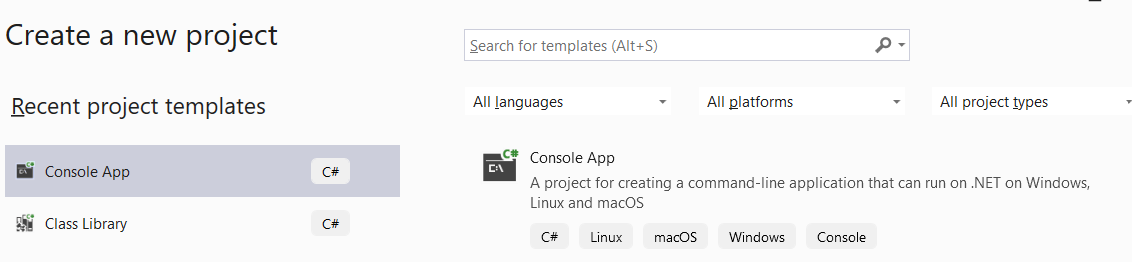 Create a new project
Search for templates (Alt+S)
All languages
All platforms
All project types
Recent project templates
Console App
C#
Class Library
C#
C#
C:\
Console App
A project for creating a command-line application that can run on .NET on Windows,
Linux and macOS
C#
Linux
macOS
Windows
Console